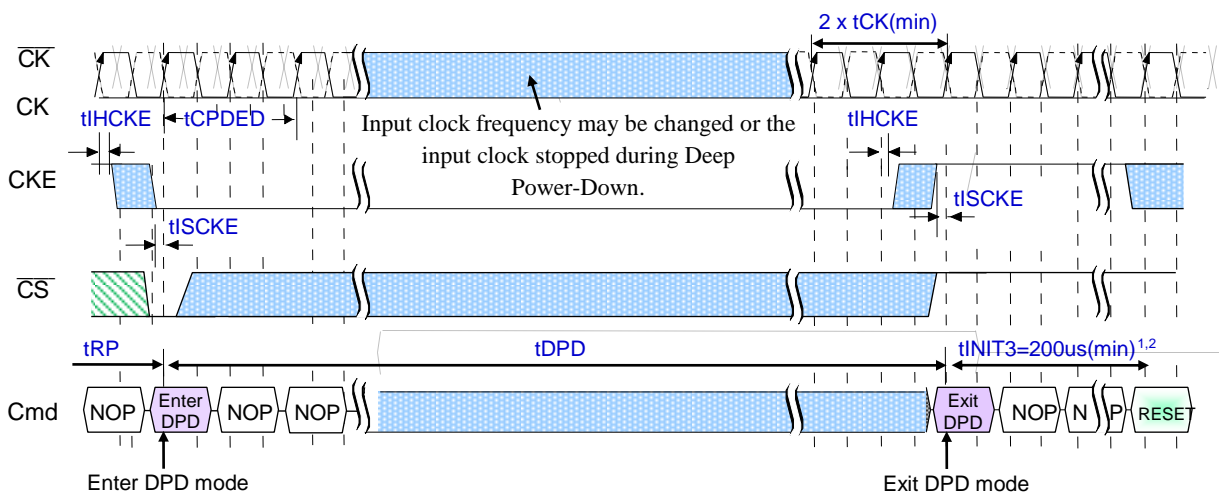 2 x tCK(min)
CK
CK
tIHCKE
tCPDED
Input clock frequency may be changed or the
input clock stopped during Deep
Power-Down.
tIHCKE
CKE
tISCKE
tISCKE
CS
tRP
tDPD
tINIT3=200us(min)1,2
Cmd
NOP
Enter
DPD
NOP
NOP
Exit
DPD
NOP
N
P
RESET
Enter DPD mode
Exit DPD mode